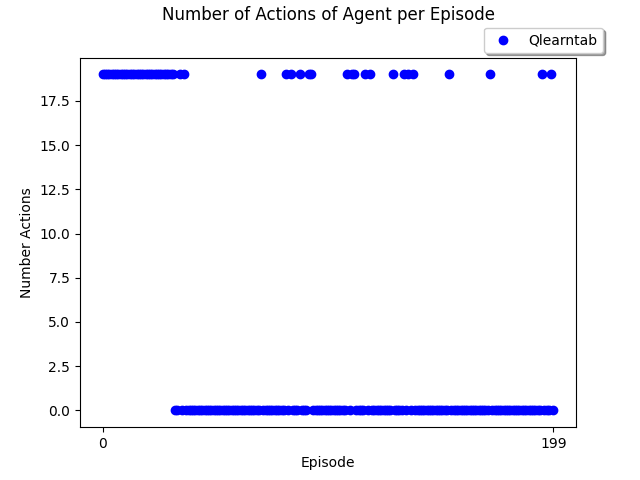 Number of Actions of Agent per Episode
Qlearntab
17.5
15.0
12.5
10.0
7.5
5.0
2.5
0.0
Number Actions
0 199
Episode